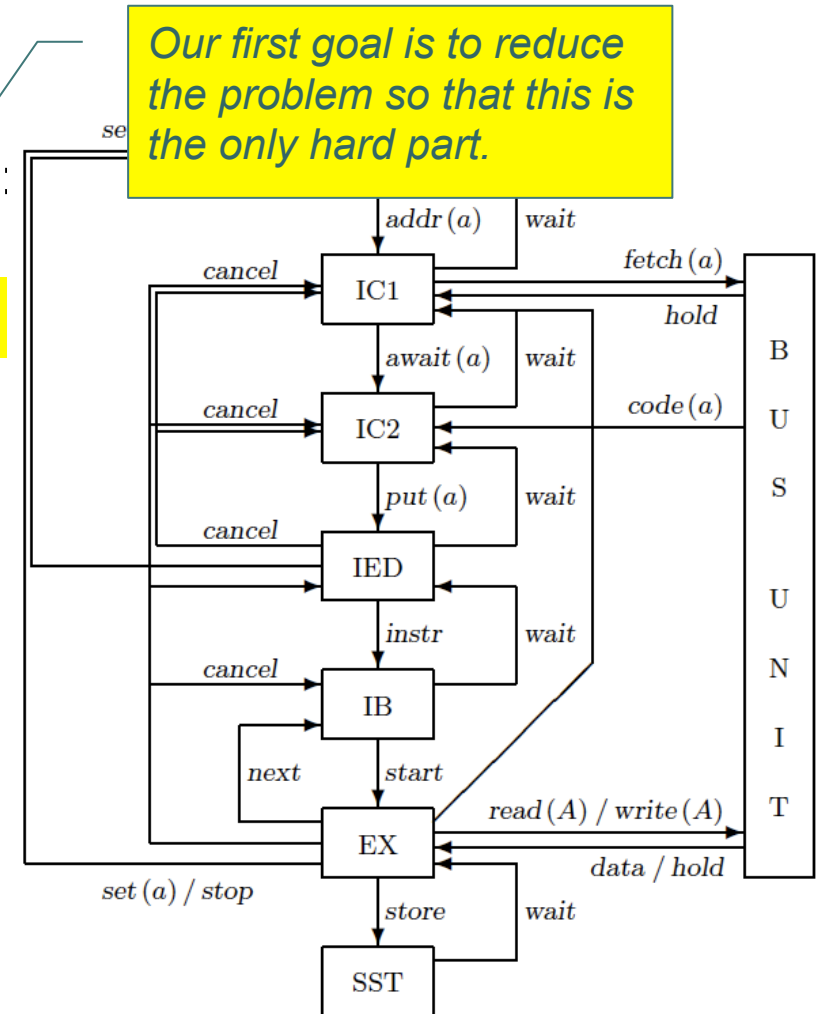 Our first goal is to reduce
the problem so that this is
the only hard part.
se
:
addr (a)
wait
cancel
fetch (a)
IC1
hold
await (a)
wait
cancel
code (a)
IC2
put (a)
wait
cancel
IED
instr
wait
cancel
IB
next
start
read (A) / write (A)
EX
data / hold
set (a) / stop
store
wait
SST
B
U
S
U
N
I
T